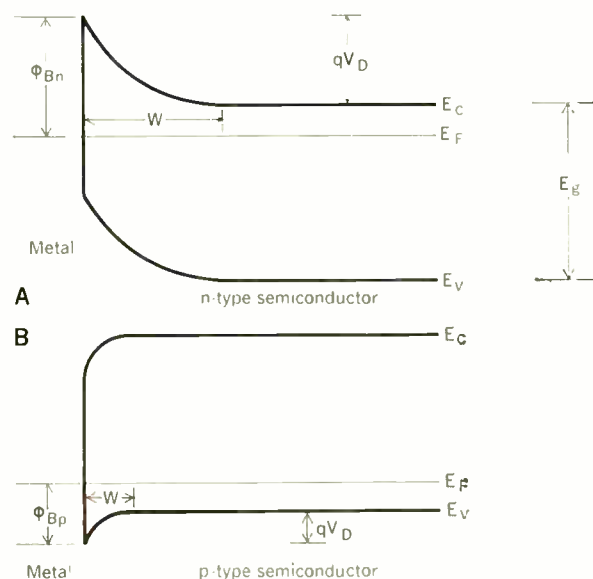 ΦBn
qVD
EC
W
EF
Eg
Metal
EV
A
n-type semiconductor
B
EC
EF
W
EV
ΦBp
qVD
Metal
p-type semiconductor